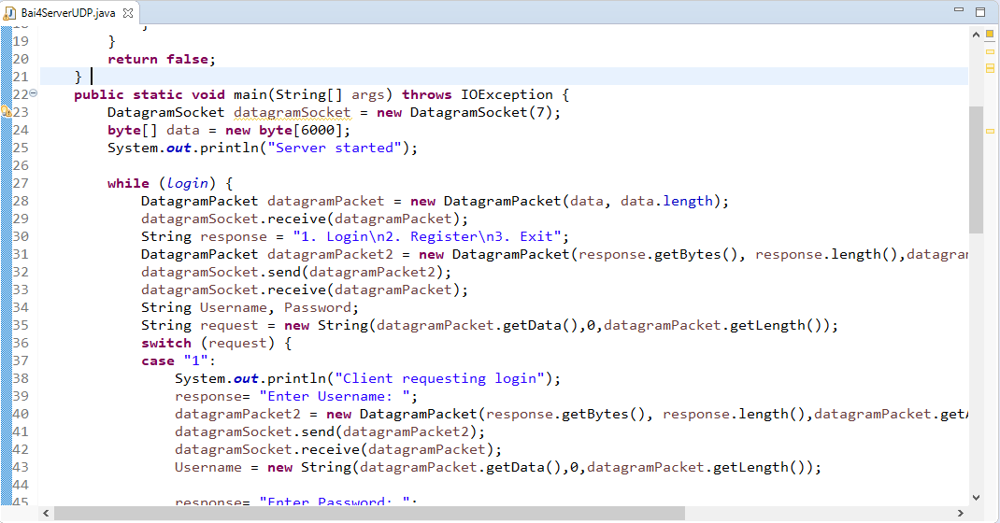 Bai4ServerUDP.java
18 }
19 }
20 return false;
21 }
22 public static void main(String[] args) throws IOException {
23 DatagramSocket datagramSocket = new DatagramSocket(7);
24 byte[] data = new byte[6000];
25 System.out.println("Server started");
26
27 while (login) {
28 DatagramPacket datagramPacket = new DatagramPacket(data, data.length);
29 datagramSocket.receive(datagramPacket);
30 String response = "1. Login\n2. Register\n3. Exit";
31 DatagramPacket datagramPacket2 = new DatagramPacket(response.getBytes(), response.length(),datagram
32 datagramSocket.send(datagramPacket2);
33 datagramSocket.receive(datagramPacket);
34 String Username, Password;
35 String request = new String(datagramPacket.getData(),0,datagramPacket.getLength());
36 switch (request) {
37 case "1":
38 System.out.println("Client requesting login");
39 response= "Enter Username: ";
40 datagramPacket2 = new DatagramPacket(response.getBytes(), response.length(),datagramPacket.getA
41 datagramSocket.send(datagramPacket2);
42 datagramSocket.receive(datagramPacket);
43 Username = new String(datagramPacket.getData(),0,datagramPacket.getLength());
44
45 response= "Enter Password: ";